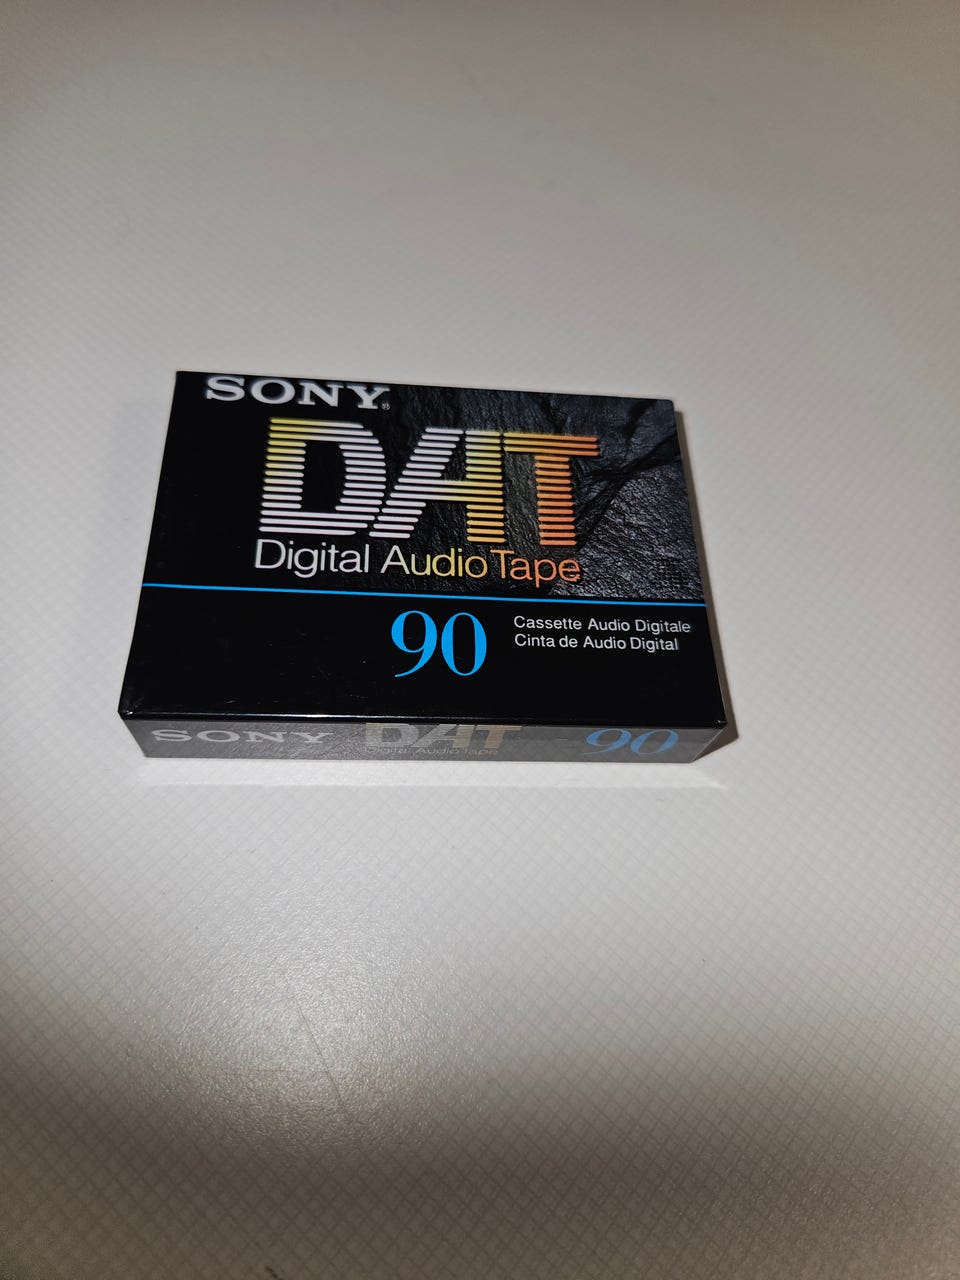 SONY®
DAT
Digital Audio Tape
90
Cassette Audio Digitale
Cinta de Audio Digital
SONY DAT 90
Digital Audio Tape